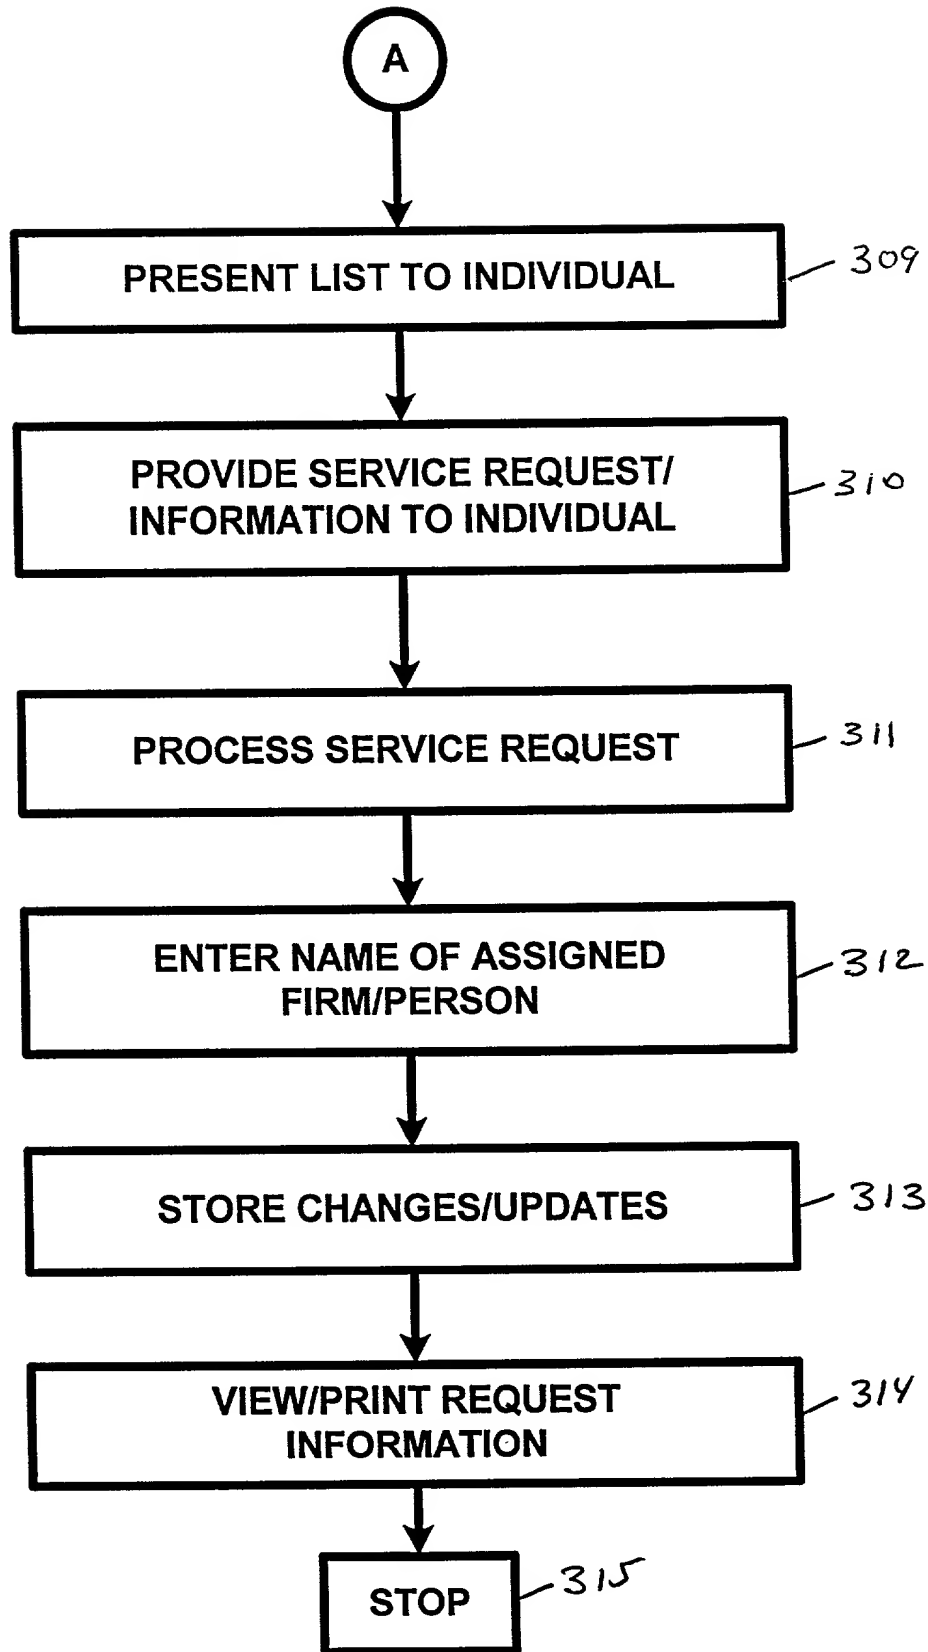 A
PRESENT LIST TO INDIVIDUAL
309
PROVIDE SERVICE REQUEST/
INFORMATION TO INDIVIDUAL
310
PROCESS SERVICE REQUEST
311
ENTER NAME OF ASSIGNED
FIRM/PERSON
312
STORE CHANGES/UPDATES
313
VIEW/PRINT REQUEST
INFORMATION
314
STOP
315